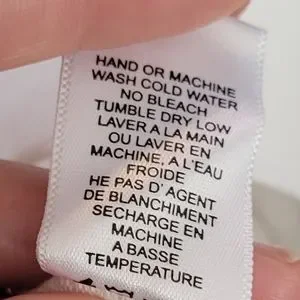 HAND OR MACHINE
WASH COLD WATER
NO BLEACH
TUMBLE DRY LOW
LAVER A LA MAIN
OU LAVER EN
MACHINE, A L'EAU
FROIDE
HE PAS D'AGENT
DE BLANCHIMENT
SECHARGE EN
MACHINE
A BASSE
TEMPERATURE